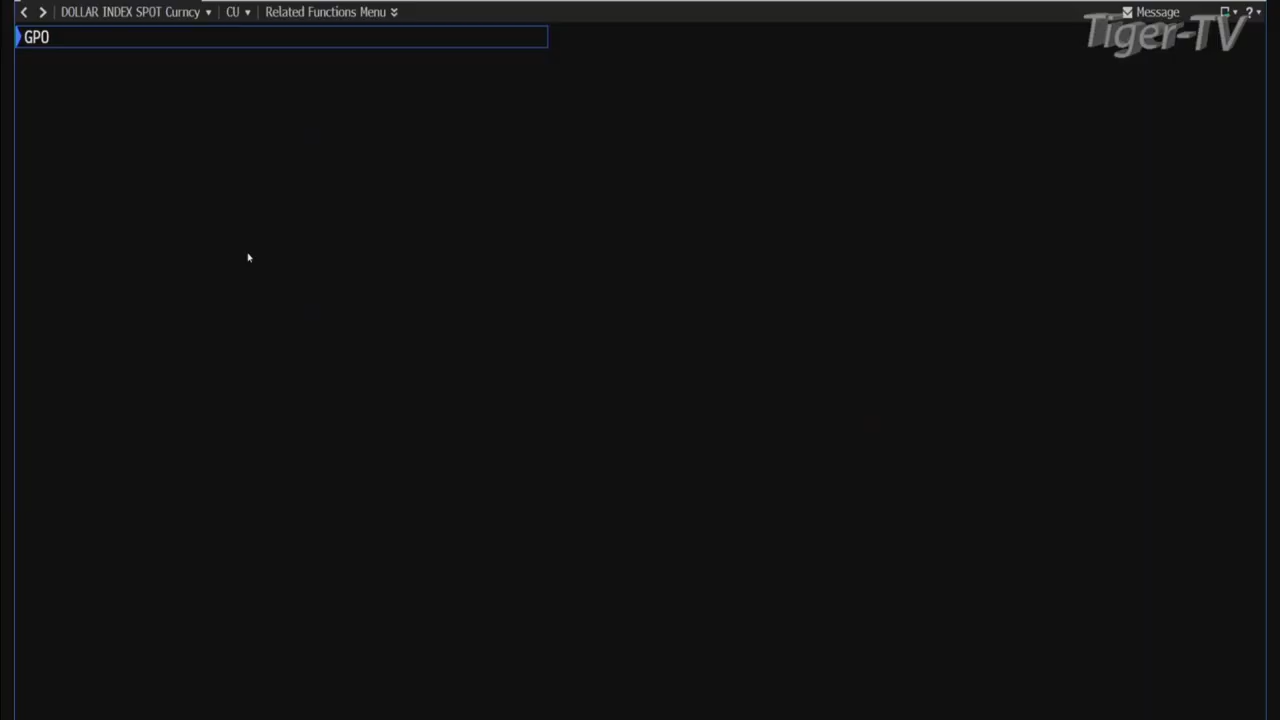 DOLLAR INDEX SPOT Curncy CU Related Functions Menu Message ?
GPO
Tiger-TV